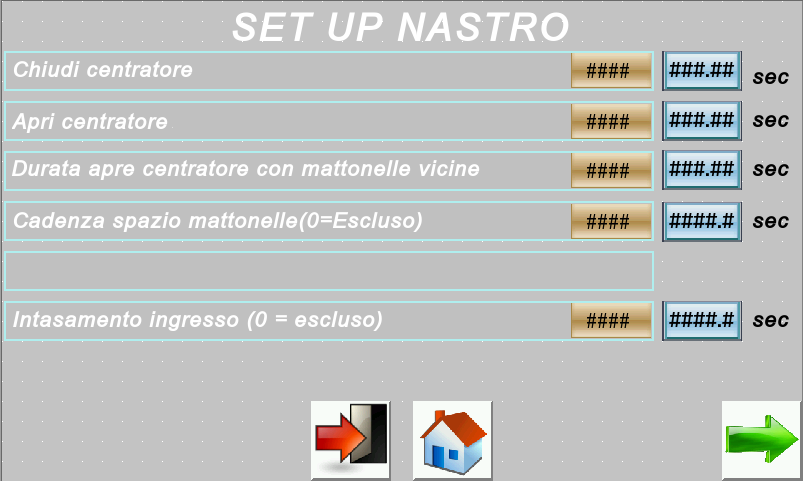 SET UP NASTRO
Chiudi centratore #### ###.## sec
Apri centratore #### ###.## sec
Durata apre centratore con mattonelle vicine #### ###.## sec
Cadenza spazio mattonelle(0=Escluso) #### ####.# sec
Intasamento ingresso (0 = escluso) #### ####.# sec